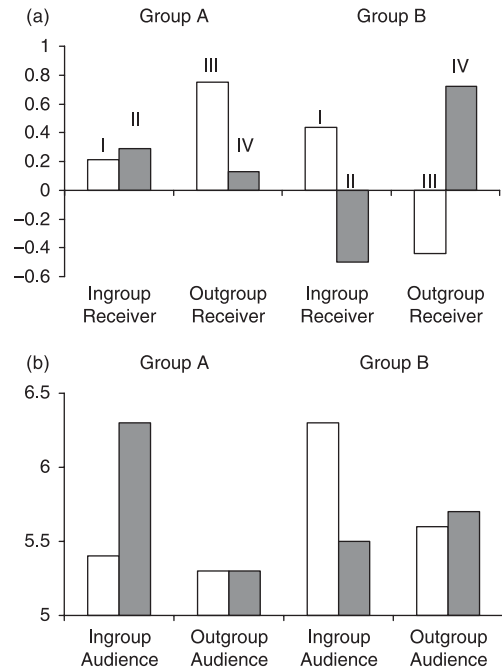 (a) Group A Group B
1
0.8
0.6
0.4
0.2
0
−0.2
−0.4
−0.6
I II III IV I II III IV
Ingroup Receiver
Outgroup Receiver
Ingroup Receiver
Outgroup Receiver
(b) Group A Group B
6.5
6
5.5
5
Ingroup Audience
Outgroup Audience
Ingroup Audience
Outgroup Audience